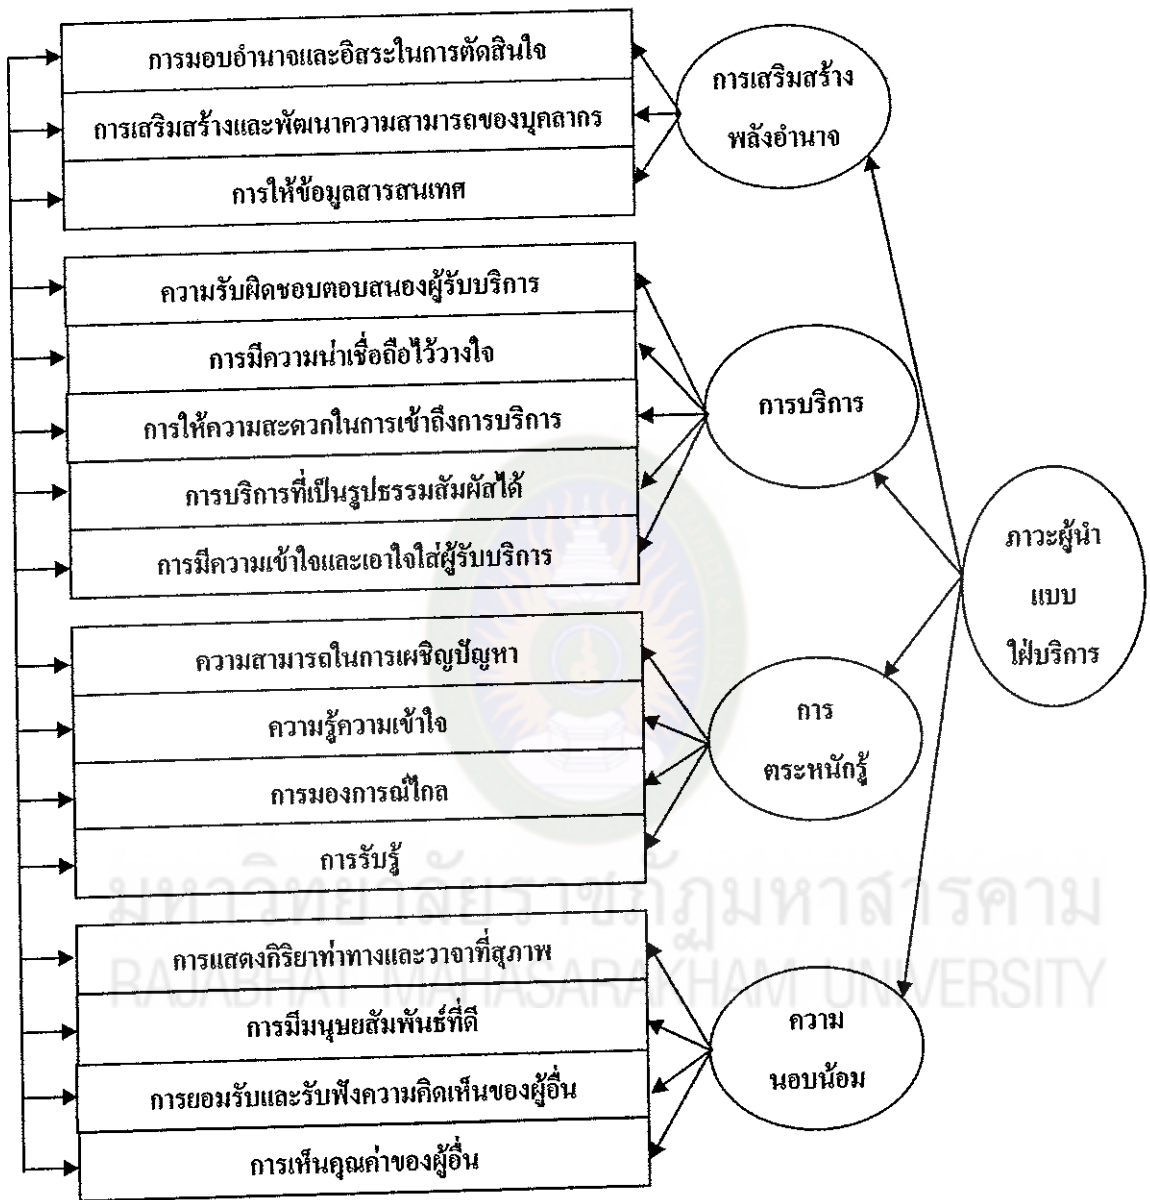 การมอบอำนาจและอิสระในการตัดสินใจ
การเสริมสร้างและพัฒนาความสามารถของบุคลากร
การให้ข้อมูลสารสนเทศ
การเสริมสร้าง
พลังอำนาจ
ความรับผิดชอบตอบสนองผู้รับบริการ
การมีความน่าเชื่อถือไว้วางใจ
การให้ความสะดวกในการเข้าถึงการบริการ
การบริการที่เป็นรูปธรรมสัมผัสได้
การมีความเข้าใจและเอาใจใส่ผู้รับบริการ
การบริการ
ความสามารถในการเผชิญปัญหา
ความรู้ความเข้าใจ
การมองการณ์ไกล
การรับรู้
การ
ตระหนักรู้
การแสดงกิริยาท่าทางและวาจาที่สุภาพ
การมีมนุษยสัมพันธ์ที่ดี
การยอมรับและรับฟังความคิดเห็นของผู้อื่น
การเห็นคุณค่าของผู้อื่น
ความ
นอบน้อม
ภาวะผู้นำ
แบบ
ใฝ่บริการ
มหาวิทยาลัยราชภัฏมหาสารคาม
RAJABHAT MAHASARAKHAM UNIVERSITY